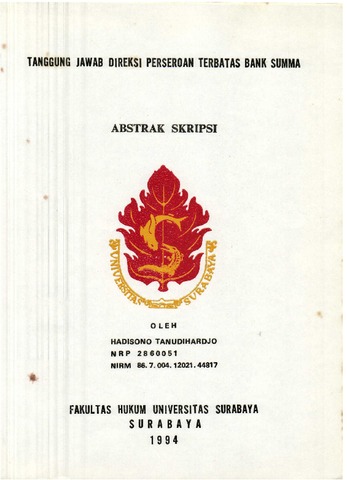 TANGGUNG JAWAB DIREKSI PERSEROAN TERBATAS BANK SUMMA
ABSTRAK SKRIPSI
UNIVERSITAS SURABAYA
OLEH
HADISONO TANUDIHARDJO
NRP 2860051
NIRM 86.7.004.12021.44817
FAKULTAS HUKUM UNIVERSITAS SURABAYA
SURABAYA
1994